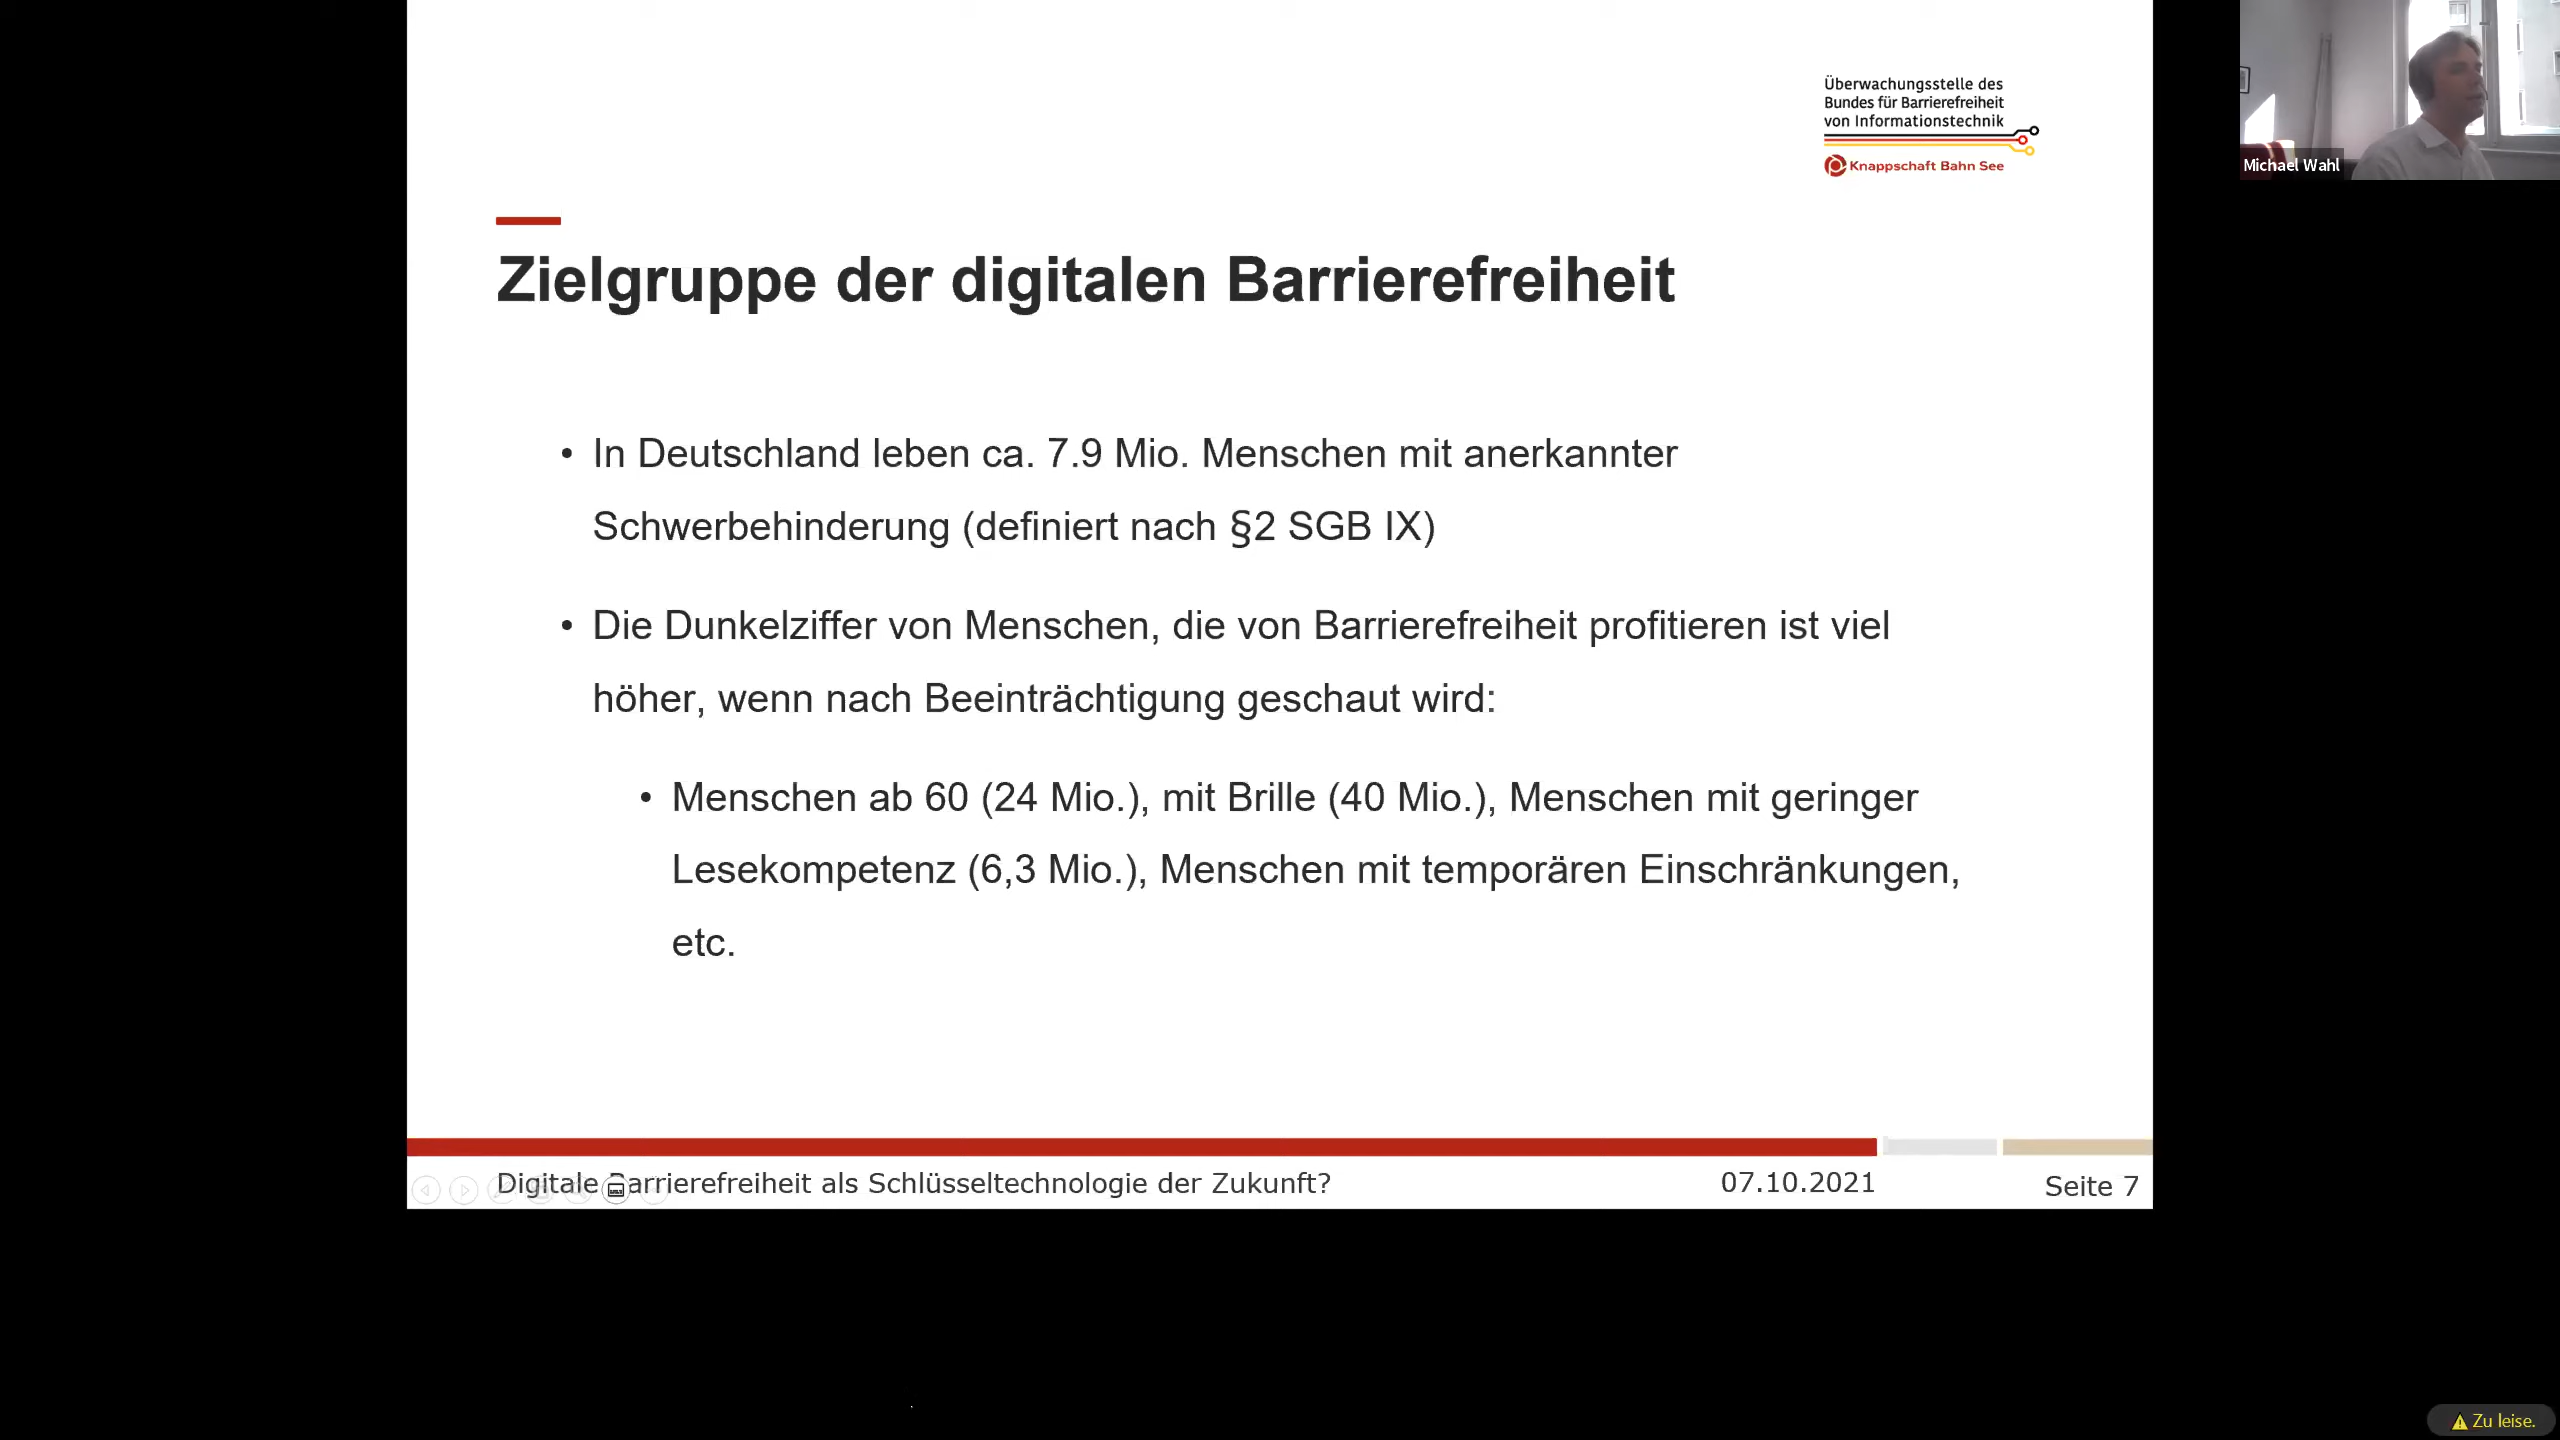 Überwachungsstelle des
Bundes für Barrierefreiheit
von Informationstechnik
Knappschaft Bahn See
Michael Wahl
Zielgruppe der digitalen Barrierefreiheit
• In Deutschland leben ca. 7.9 Mio. Menschen mit anerkannter
Schwerbehinderung (definiert nach §2 SGB IX)
• Die Dunkelziffer von Menschen, die von Barrierefreiheit profitieren ist viel
höher, wenn nach Beeinträchtigung geschaut wird:
• Menschen ab 60 (24 Mio.), mit Brille (40 Mio.), Menschen mit geringer
Lesekompetenz (6,3 Mio.), Menschen mit temporären Einschränkungen,
etc.
Digitale Barrierefreiheit als Schlüsseltechnologie der Zukunft?
07.10.2021
Seite 7
Zu leise.